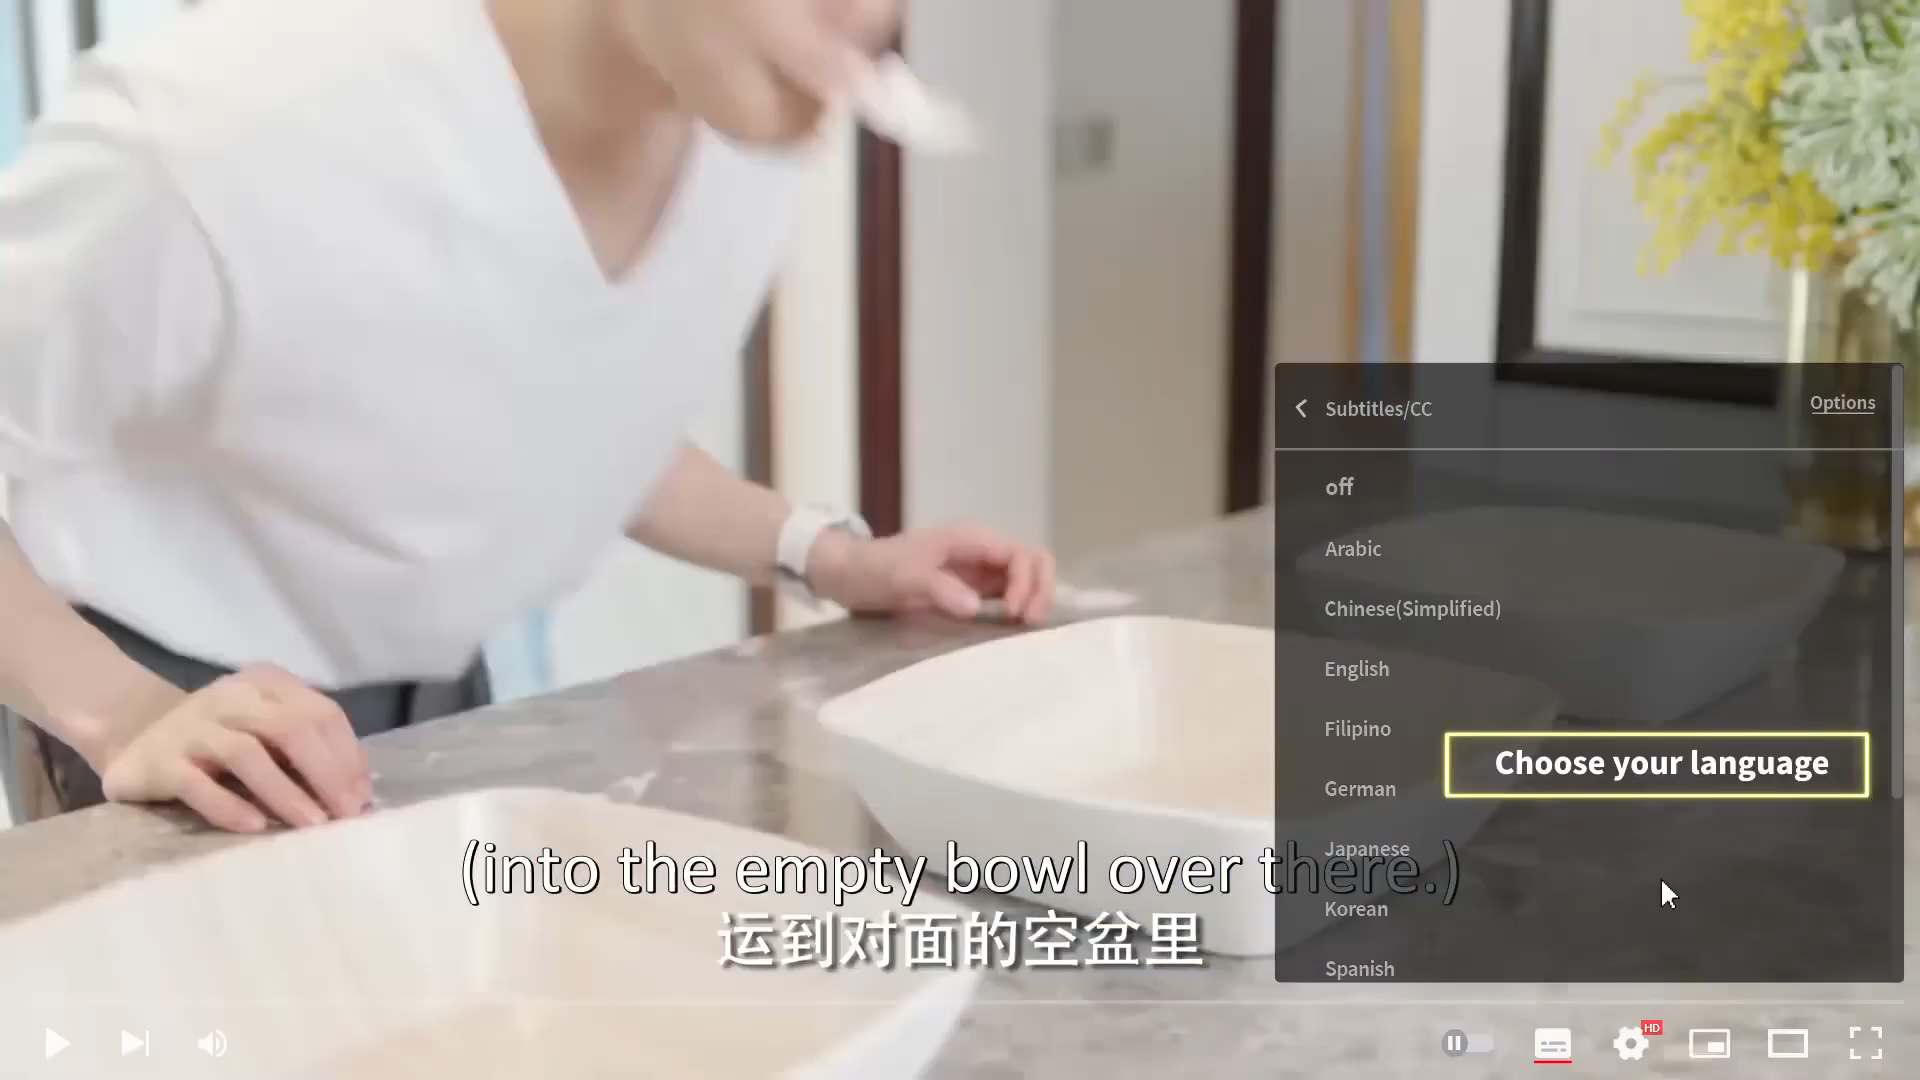 Subtitles/CC
Options
off
Arabic
Chinese(Simplified)
English
Filipino
Choose your language
German
Japanese
Korean
Spanish
(into the empty bowl over there.)
运到对面的空盆里
HD